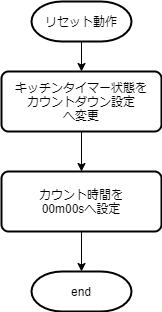 リセット動作
キッチンタイマー状態を
カウントダウン設定
へ変更
カウント時間を
00m00sへ設定
end